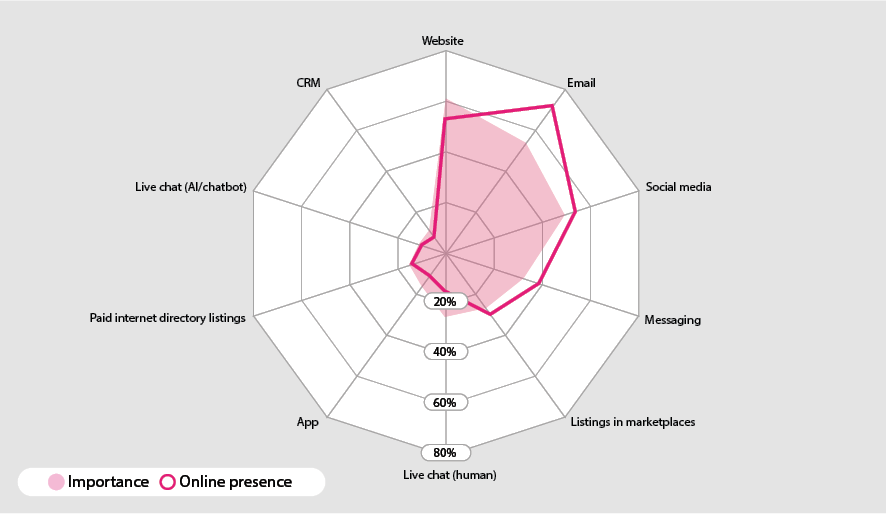 Website
CRM
Email
Live chat (AI/chatbot)
Social media
20%
Paid internet directory listings
Messaging
40%
60%
App
Listings in marketplaces
80%
Live chat (human)
Importance
Online presence